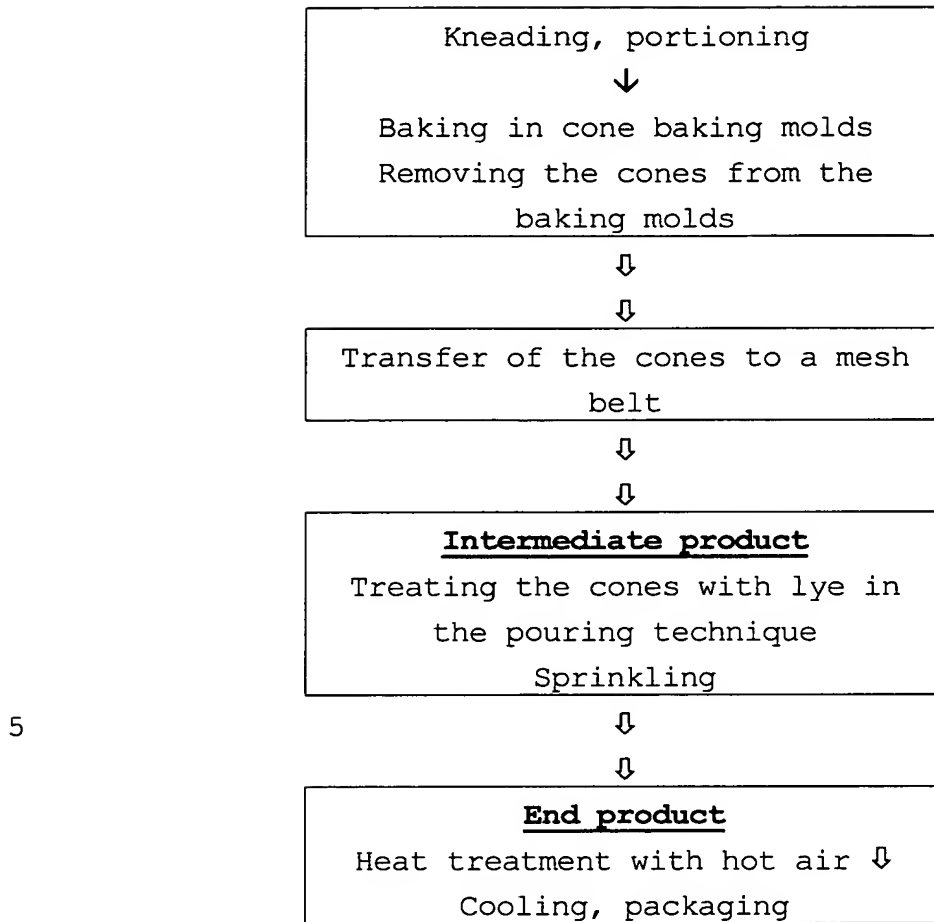 Kneading, portioning
↓
Baking in cone baking molds
Removing the cones from the
baking molds
⇩
⇩
Transfer of the cones to a mesh
belt
⇩
⇩
Intermediate product
Treating the cones with lye in
the pouring technique
Sprinkling
5
⇩
⇩
End product
Heat treatment with hot air ⇩
Cooling, packaging